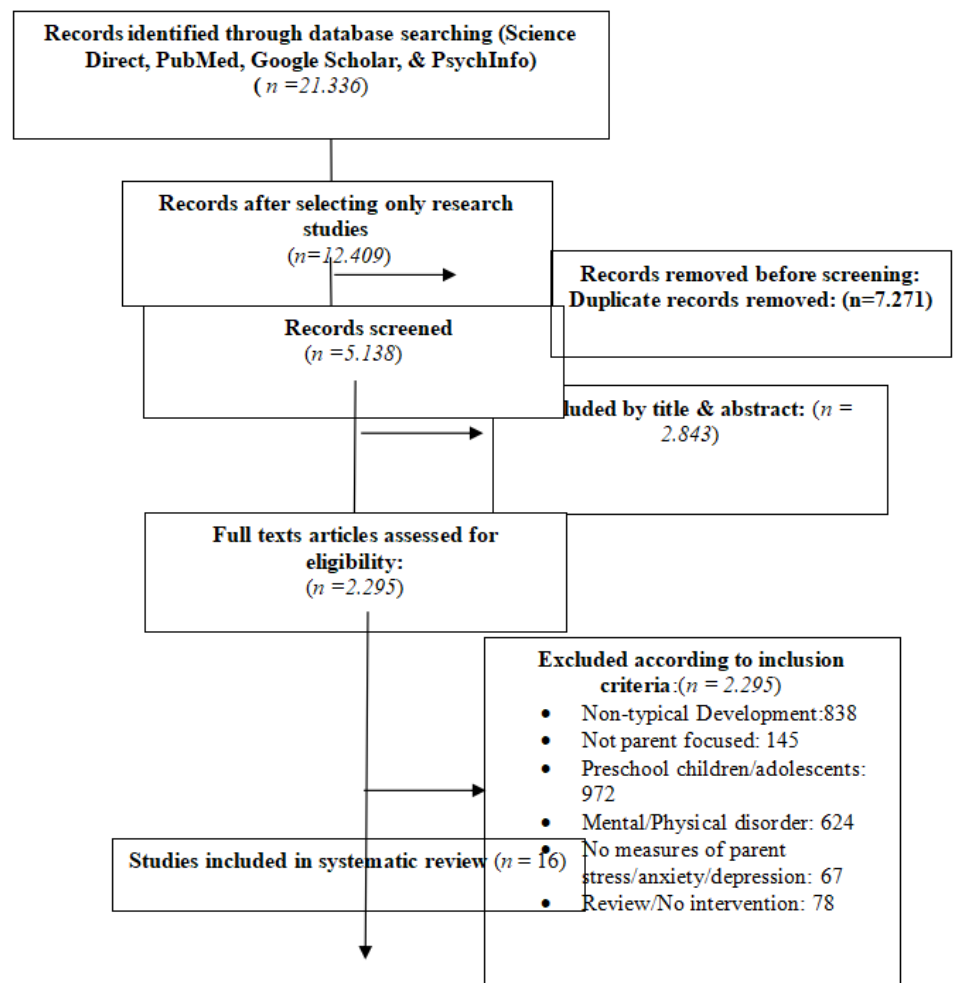 Records identified through database searching (Science
Direct, PubMed, Google Scholar, & PsychInfo)
( n =21.336)
Records after selecting only research
studies
(n=12.409)
Records removed before screening:
Duplicate records removed: (n=7.271)
Records screened
(n =5.138)
by title & abstract: (n =
2.843)
Full texts articles assessed for
eligibility:
(n =2.295)
Excluded according to inclusion
criteria:(n = 2.295)
• Non-typical Development:838
• Not parent focused: 145
• Preschool children/adolescents:
972
• Mental/Physical disorder: 624
• No measures of parent
stress/anxiety/depression: 67
• Review/No intervention: 78
Studies included in systematic review (n = 16)